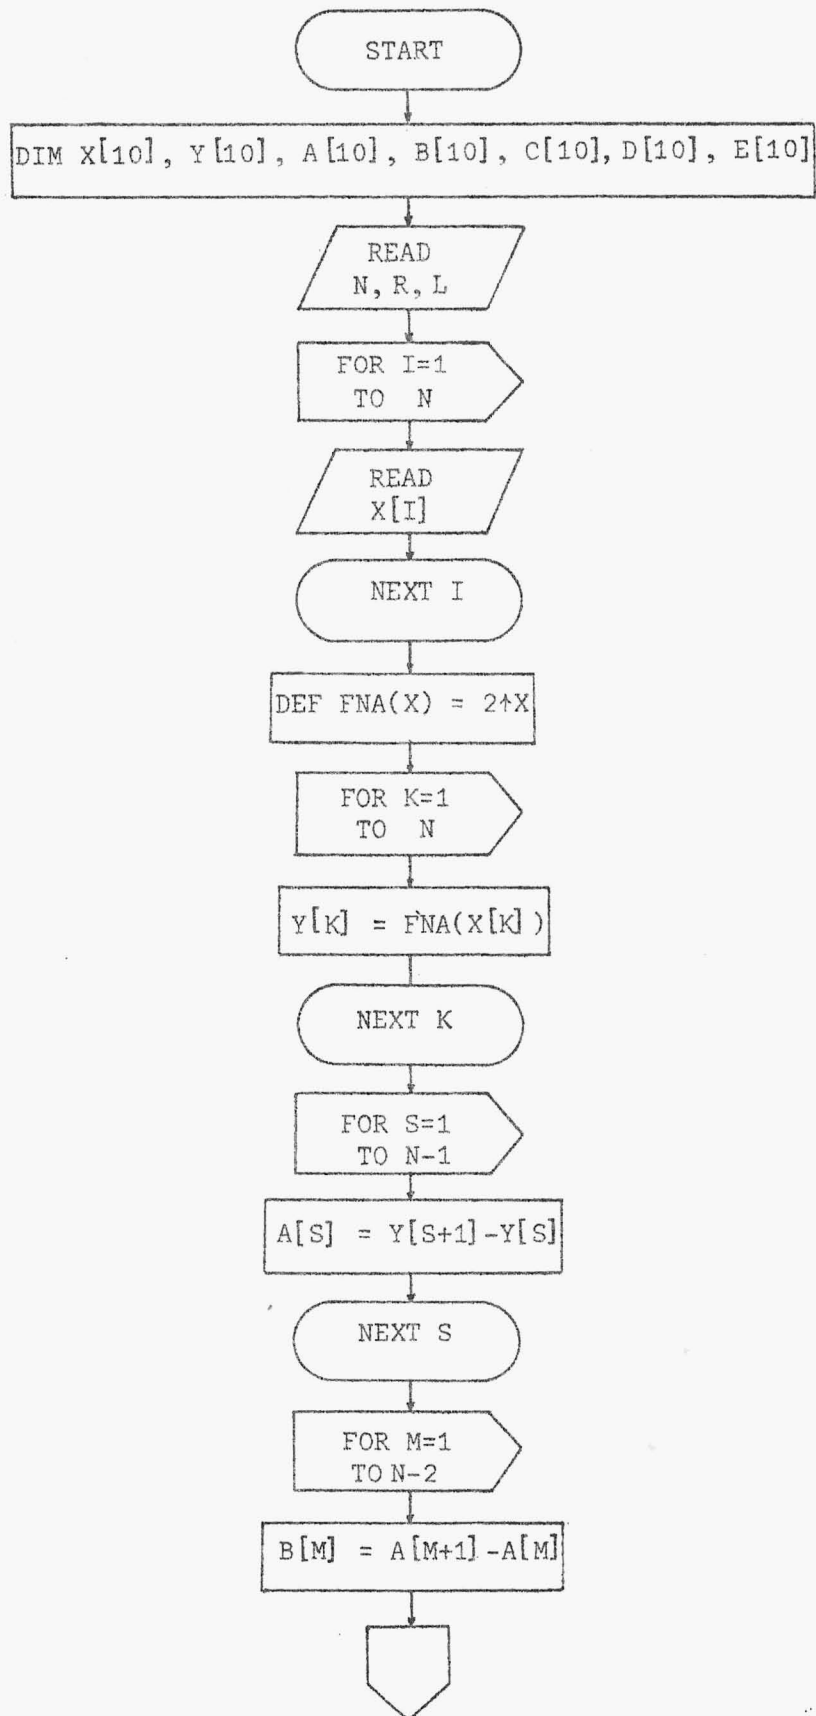 START
DIM X[10], Y[10], A[10], B[10], C[10], D[10], E[10]
READ
N, R, L
FOR I=1
TO N
READ
X[I]
NEXT I
DEF FNA(X) = 2↑X
FOR K=1
TO N
Y[K] = FNA(X[K])
NEXT K
FOR S=1
TO N-1
A[S] = Y[S+1]-Y[S]
NEXT S
FOR M=1
TO N-2
B[M] = A[M+1]-A[M]